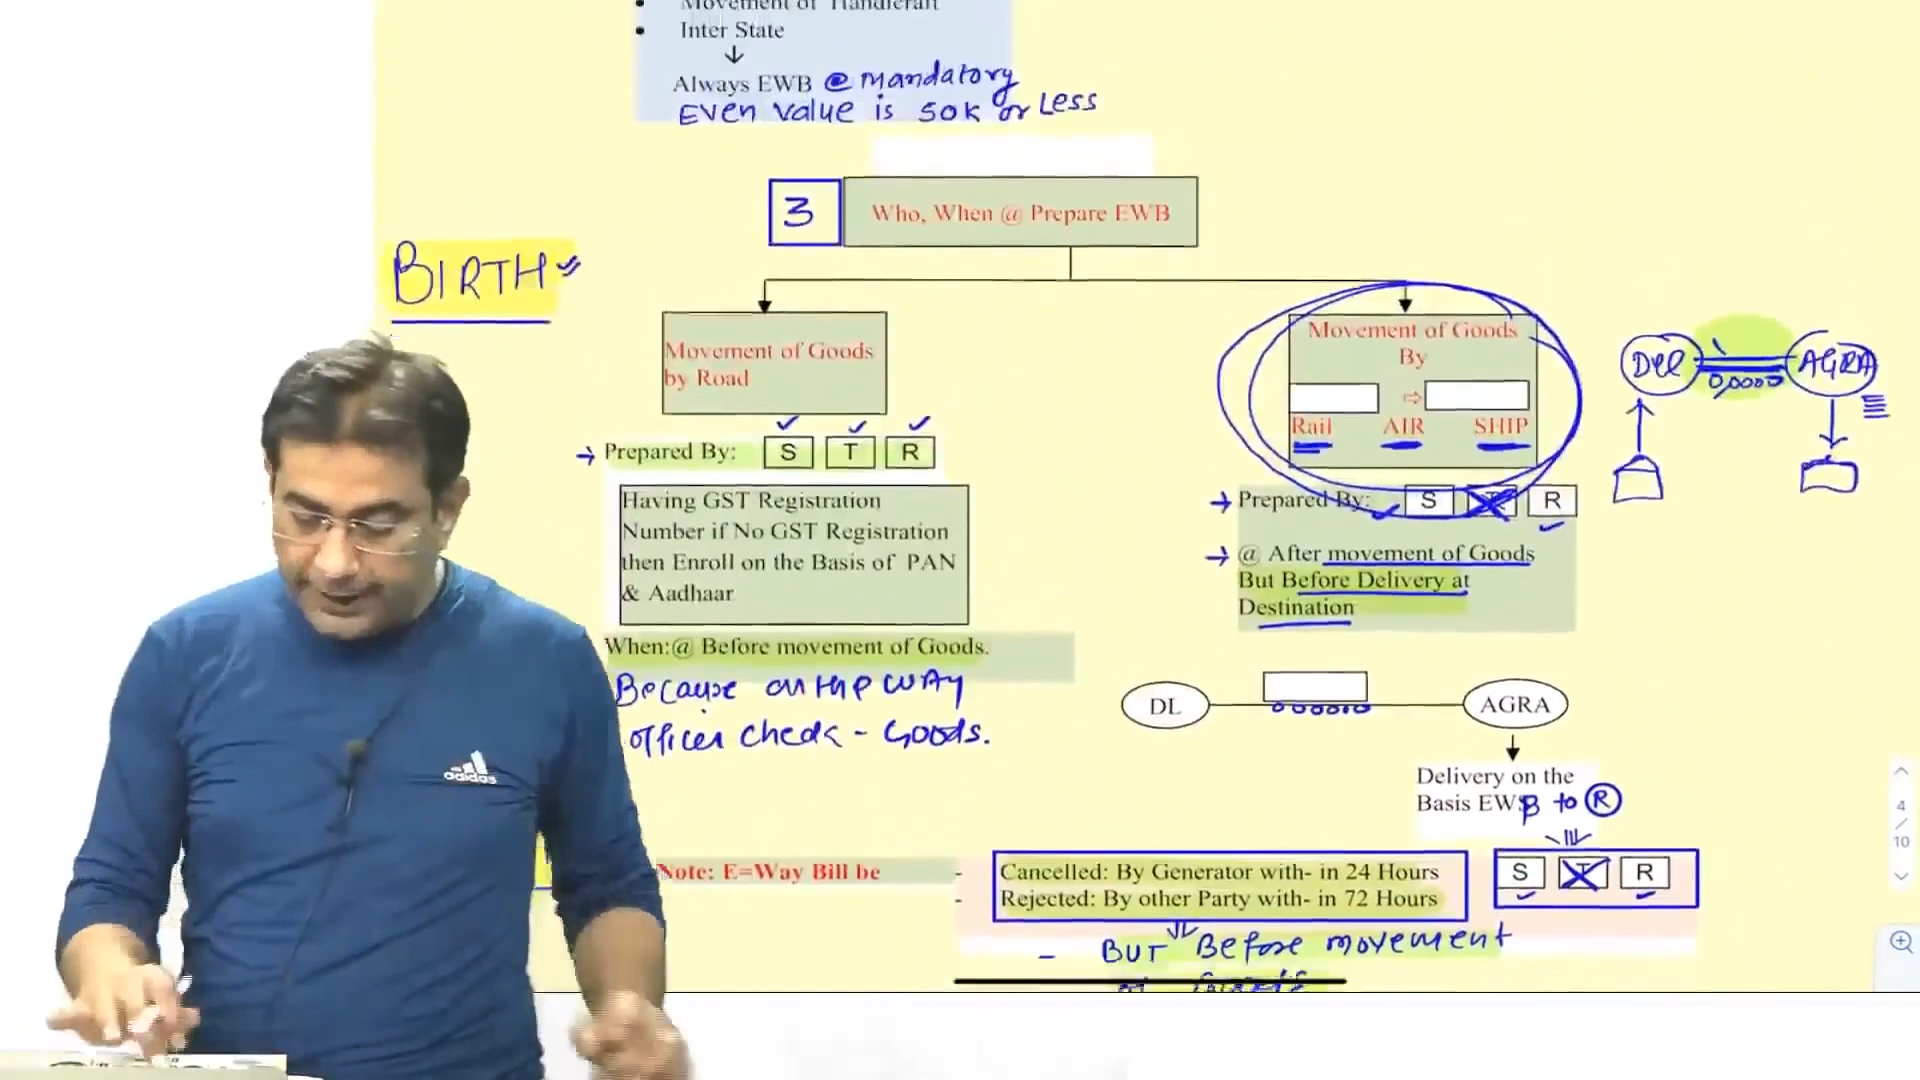 Movement of Handicraft
Inter State
Always EWB @ mandatory
Even value is 50K or Less
3
Who, When @ Prepare EWB
BIRTH
Movement of Goods
by Road
Prepared By: S T R
Having GST Registration
Number if No GST Registration
then Enroll on the Basis of PAN
& Aadhaar
When:@ Before movement of Goods.
Because on the way
officer check - Goods.
Movement of Goods
By
Rail AIR SHIP
Prepared By: S T R
@ After movement of Goods
But Before Delivery at
Destination
Del AGRA
DL AGRA
Delivery on the
Basis EWB to R
S T R
Note: E=Way Bill be
- Cancelled: By Generator with- in 24 Hours
- Rejected: By other Party with- in 72 Hours
- BUT Before movement
adidas
4
/
10